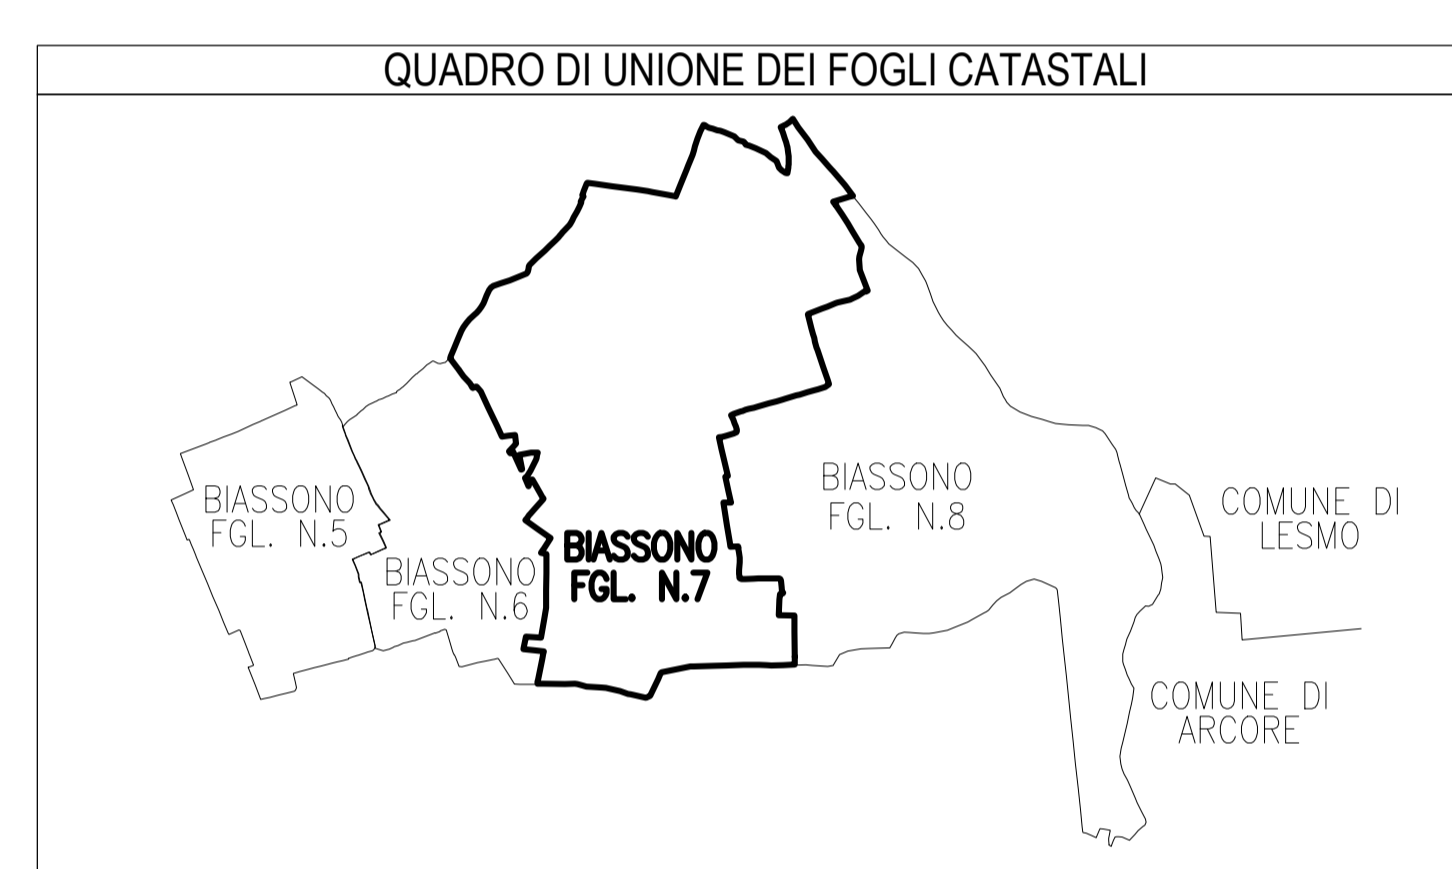 QUADRO DI UNIONE DEI FOGLI CATASTALI
BIASSONO
FGL. N.5
BIASSONO
FGL. N.6
BIASSONO
FGL. N.7
BIASSONO
FGL. N.8
COMUNE DI
LESMO
COMUNE DI
ARCORE